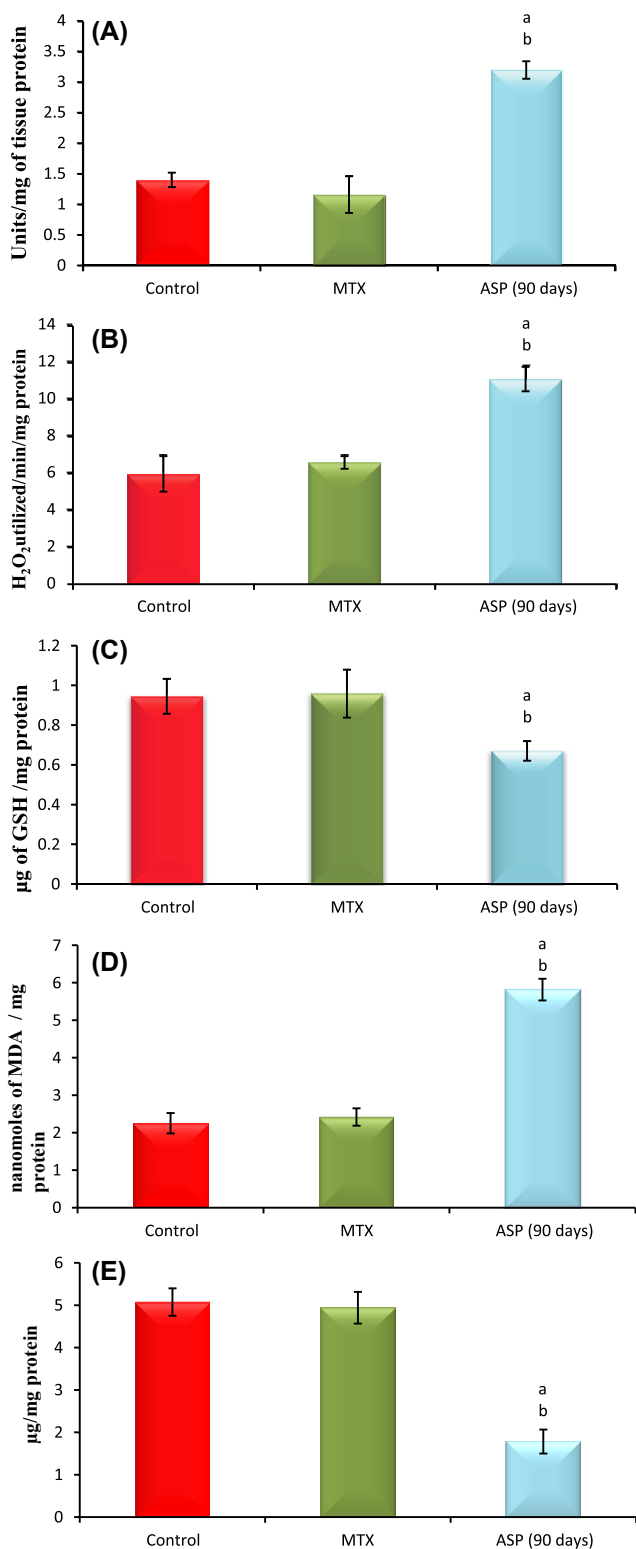 (A)
Units/mg of tissue protein
4
3.5
3
2.5
2
1.5
1
0.5
0
a
b
Control
MTX
ASP (90 days)
(B)
H₂O₂utilized/min/mg protein
14
12
10
8
6
4
2
0
a
b
Control
MTX
ASP (90 days)
(C)
µg of GSH /mg protein
1.2
1
0.8
0.6
0.4
0.2
0
a
b
Control
MTX
ASP (90 days)
(D)
nanomoles of MDA / mg
protein
7
6
5
4
3
2
1
0
a
b
Control
MTX
ASP (90 days)
(E)
µg/mg protein
6
5
4
3
2
1
0
a
b
Control
MTX
ASP (90 days)